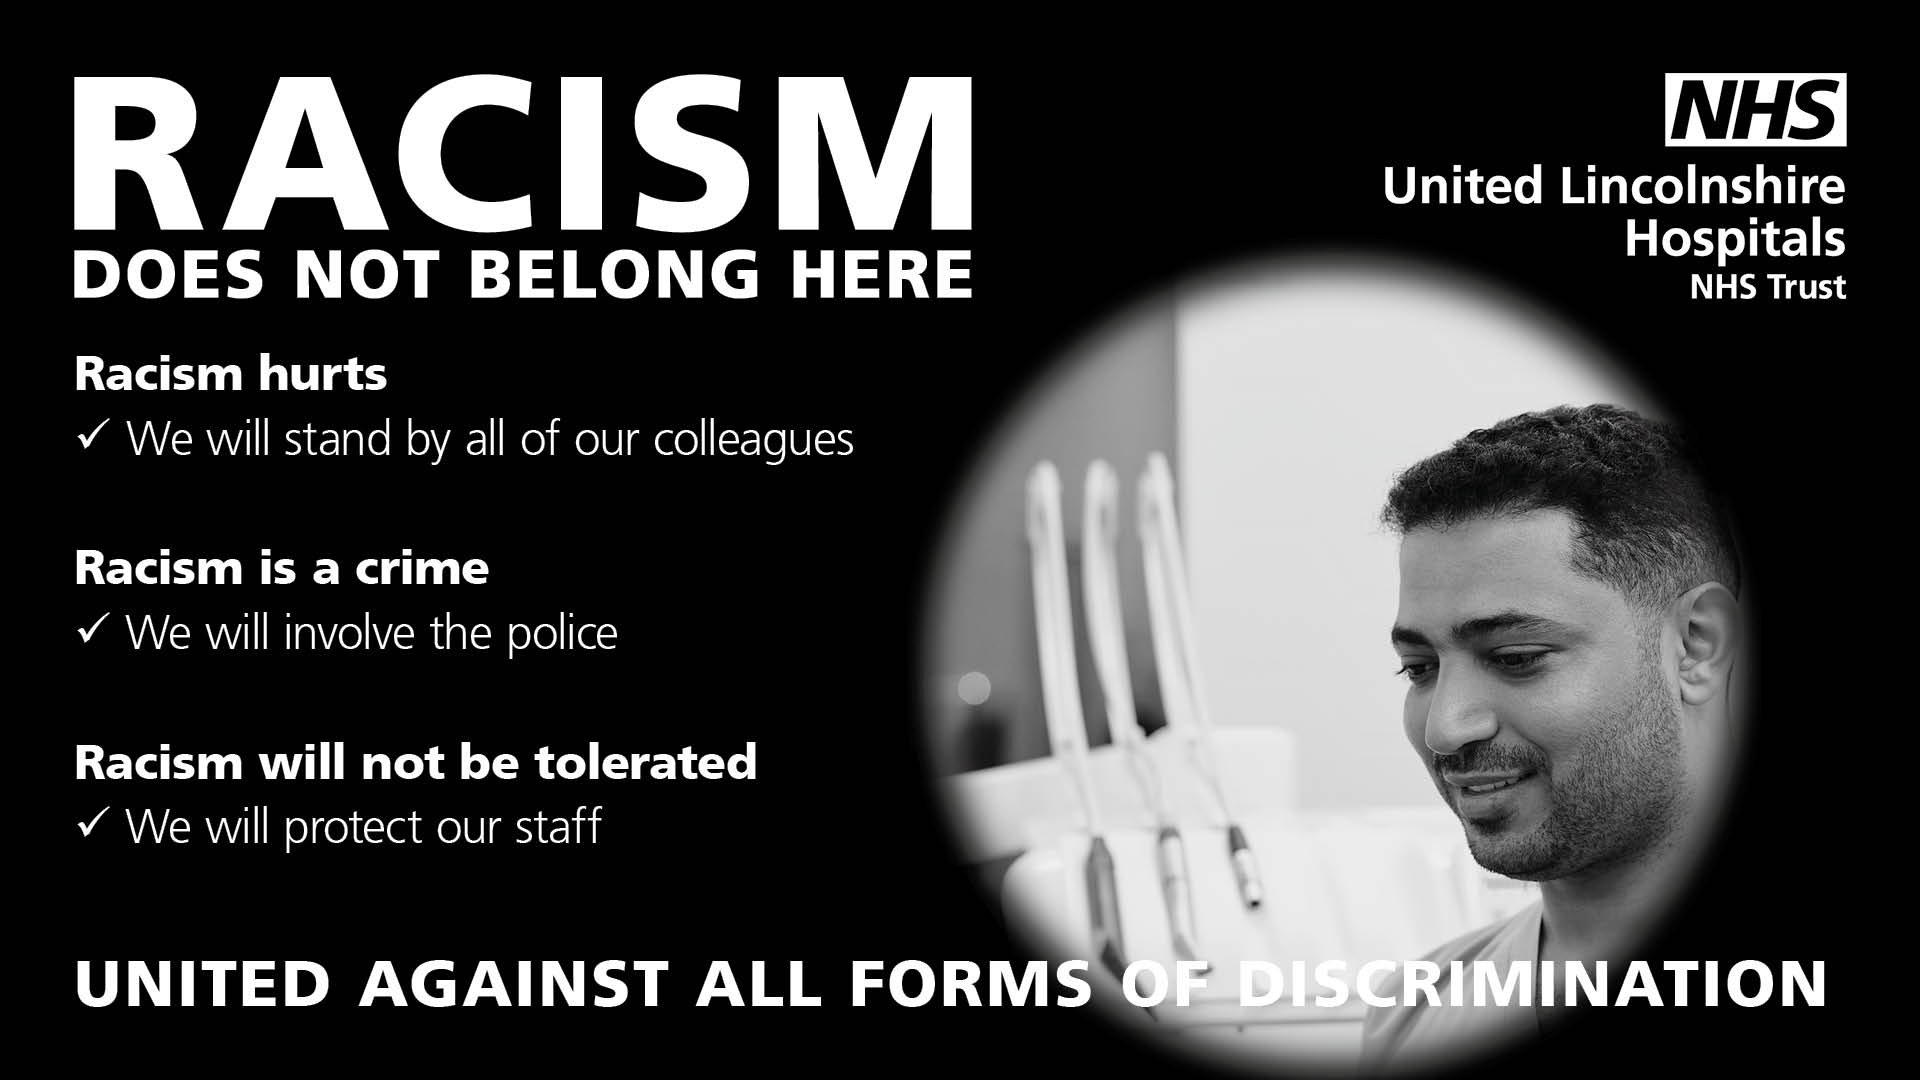 RACISM
DOES NOT BELONG HERE
NHS
United Lincolnshire
Hospitals
NHS Trust
Racism hurts
✓ We will stand by all of our colleagues
Racism is a crime
✓ We will involve the police
Racism will not be tolerated
✓ We will protect our staff
UNITED AGAINST ALL FORMS OF DISCRIMINATION